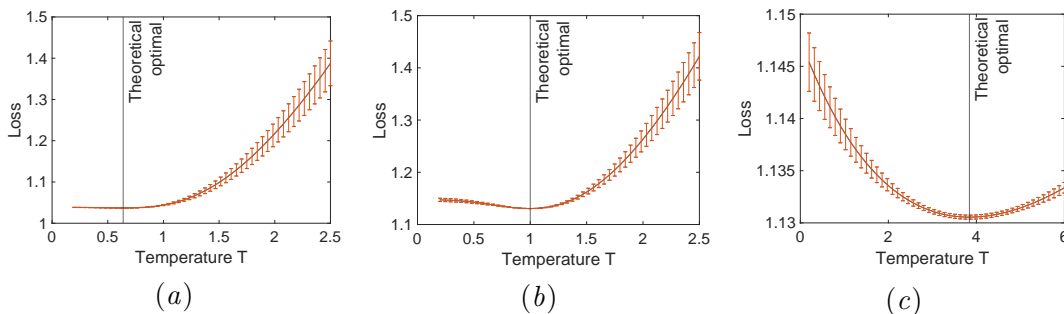 1.5
1.4
1.3
1.2
1.1
1
Loss
0
0.5
1
1.5
2
2.5
Temperature T
Theoretical
optimal
(a)
1.5
1.4
1.3
1.2
1.1
Loss
0
0.5
1
1.5
2
2.5
Temperature T
Theoretical
optimal
(b)
1.15
1.145
1.14
1.135
1.13
Loss
0
2
4
6
Temperature T
Theoretical
optimal
(c)